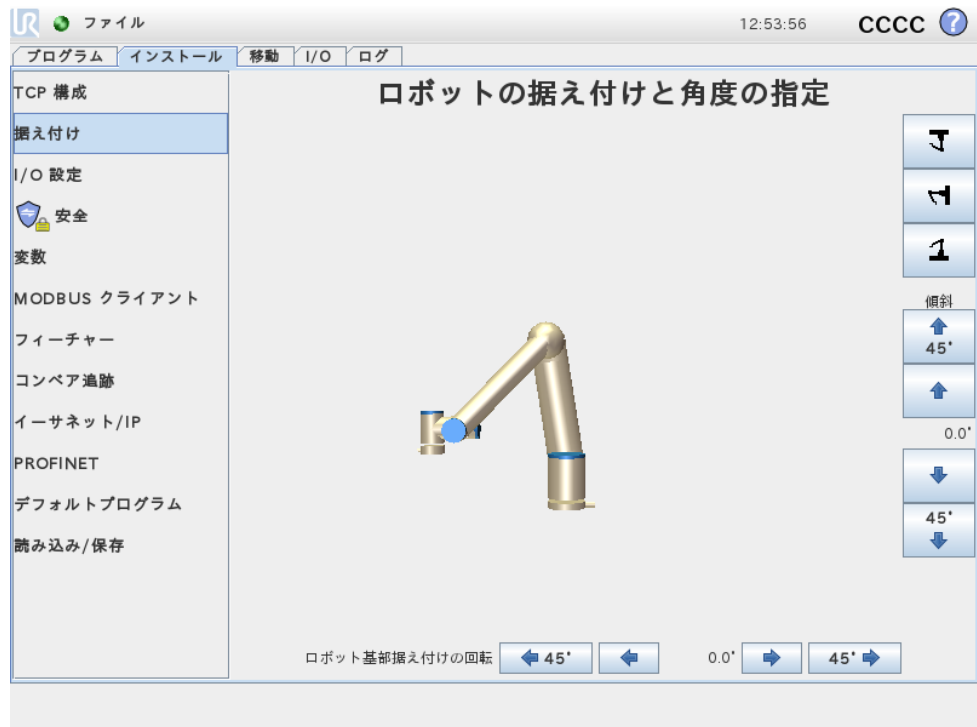 UR ファイル 12:53:56 CCCC ?
プログラム インストール 移動 I/O ログ
TCP 構成
据え付け
I/O 設定
安全
変数
MODBUS クライアント
フィーチャー
コンベア追跡
イーサネット/IP
PROFINET
デフォルトプログラム
読み込み/保存
ロボットの据え付けと角度の指定
傾斜
45°
0.0°
45°
ロボット基部据え付けの回転 45° 0.0° 45°